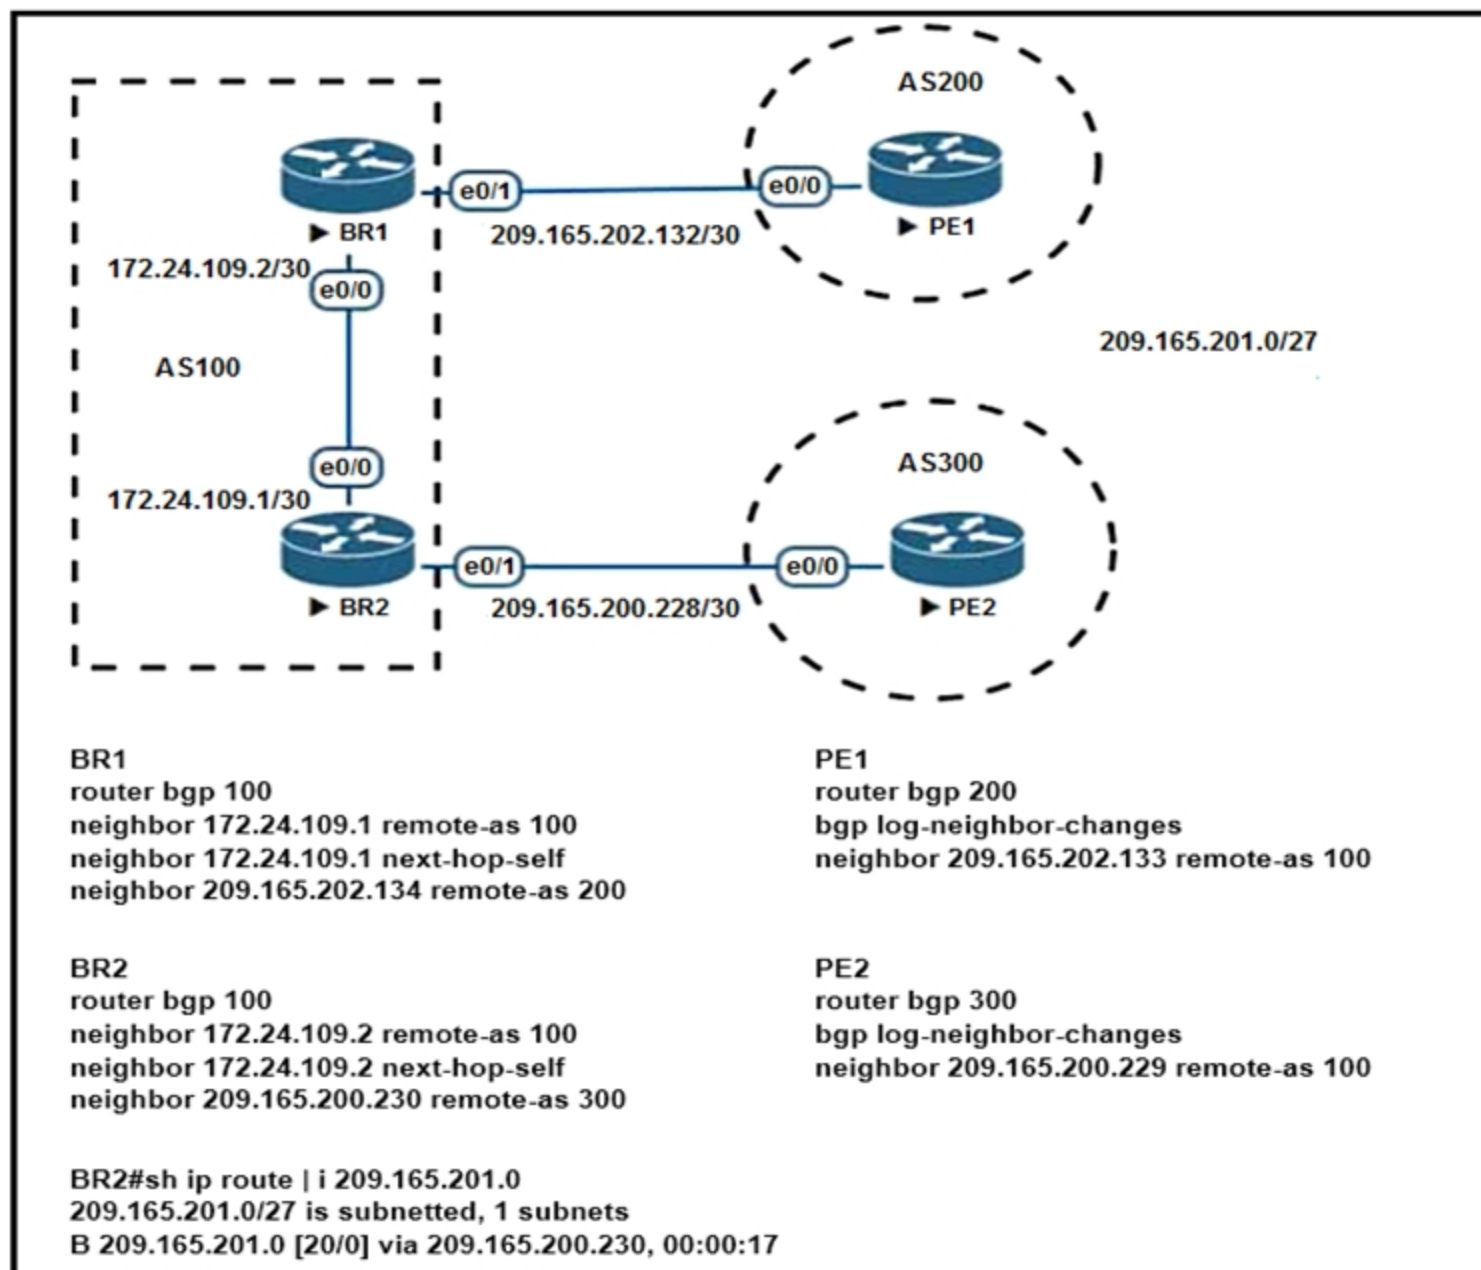 AS200
e0/1
e0/0
▶ BR1
▶ PE1
209.165.202.132/30
172.24.109.2/30
e0/0
209.165.201.0/27
AS100
AS300
e0/0
172.24.109.1/30
e0/1
e0/0
▶ BR2
209.165.200.228/30
▶ PE2
BR1
router bgp 100
neighbor 172.24.109.1 remote-as 100
neighbor 172.24.109.1 next-hop-self
neighbor 209.165.202.134 remote-as 200
PE1
router bgp 200
bgp log-neighbor-changes
neighbor 209.165.202.133 remote-as 100
BR2
router bgp 100
neighbor 172.24.109.2 remote-as 100
neighbor 172.24.109.2 next-hop-self
neighbor 209.165.200.230 remote-as 300
PE2
router bgp 300
bgp log-neighbor-changes
neighbor 209.165.200.229 remote-as 100
BR2#sh ip route | i 209.165.201.0
209.165.201.0/27 is subnetted, 1 subnets
B 209.165.201.0 [20/0] via 209.165.200.230, 00:00:17